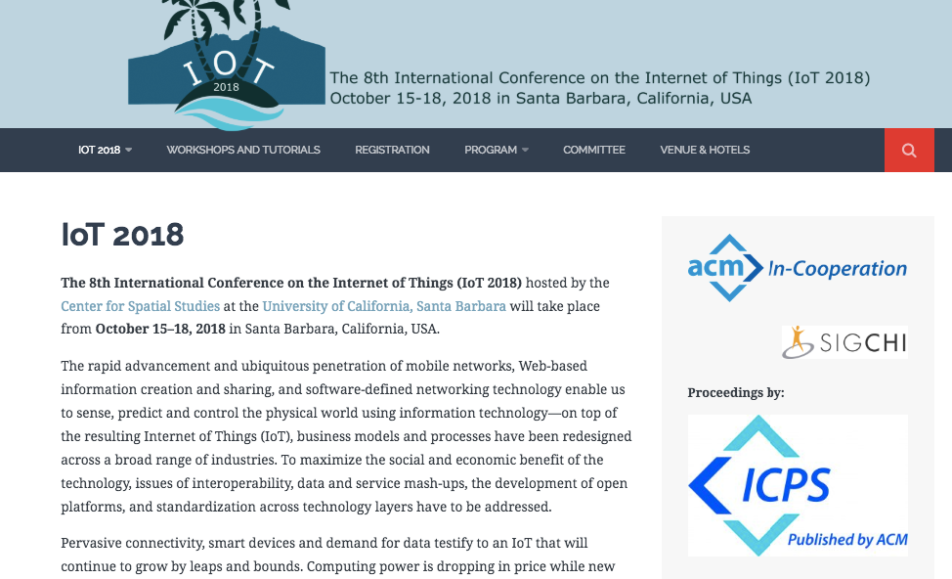 IOT
2018
The 8th International Conference on the Internet of Things (IoT 2018)
October 15-18, 2018 in Santa Barbara, California, USA
IOT 2018
WORKSHOPS AND TUTORIALS
REGISTRATION
PROGRAM
COMMITTEE
VENUE & HOTELS
IoT 2018
The 8th International Conference on the Internet of Things (IoT 2018) hosted by the
Center for Spatial Studies at the University of California, Santa Barbara will take place
from October 15–18, 2018 in Santa Barbara, California, USA.
The rapid advancement and ubiquitous penetration of mobile networks, Web-based
information creation and sharing, and software-defined networking technology enable us
to sense, predict and control the physical world using information technology—on top of
the resulting Internet of Things (IoT), business models and processes have been redesigned
across a broad range of industries. To maximize the social and economic benefit of the
technology, issues of interoperability, data and service mash-ups, the development of open
platforms, and standardization across technology layers have to be addressed.
Pervasive connectivity, smart devices and demand for data testify to an IoT that will
continue to grow by leaps and bounds. Computing power is dropping in price while new
acm In-Cooperation
SIGCHI
Proceedings by:
ICPS
Published by ACM